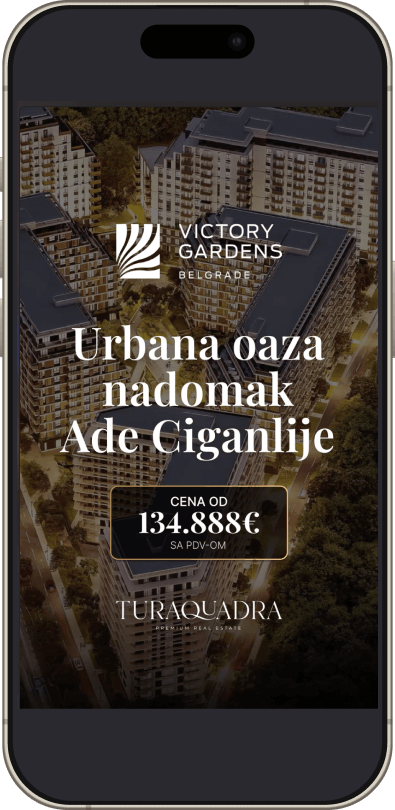 VICTORY
GARDENS
BELGRADE
Urbana oaza
nadomak
Ade Ciganlije
CENA OD
134.888€
SA PDV-OM
TURAQUADRA
PREMIUM REAL ESTATE